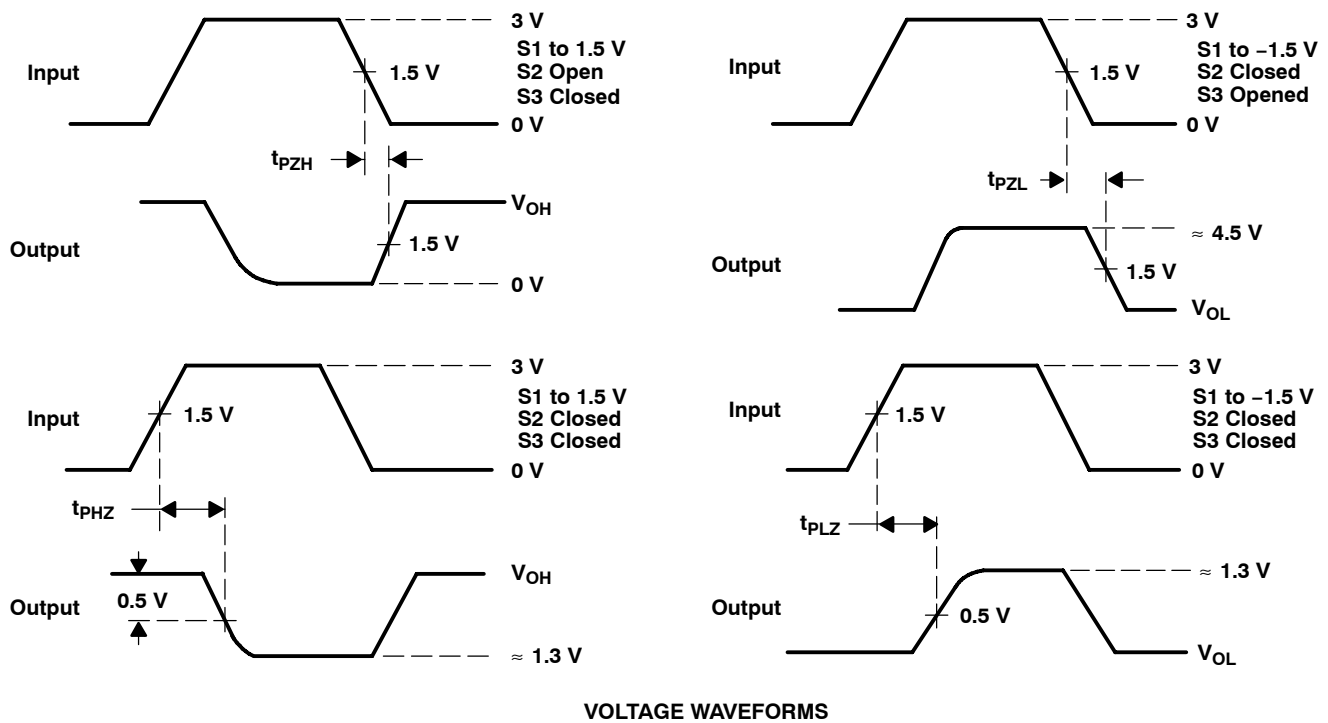 3 V
S1 to 1.5 V
Input
1.5 V
S2 Open
S3 Closed
0 V
tPZH
VOH
Output
1.5 V
0 V
3 V
S1 to −1.5 V
Input
1.5 V
S2 Closed
S3 Opened
0 V
tPZL
≈ 4.5 V
Output
1.5 V
VOL
3 V
S1 to 1.5 V
Input
1.5 V
S2 Closed
S3 Closed
0 V
tPHZ
VOH
Output
0.5 V
≈ 1.3 V
3 V
S1 to −1.5 V
Input
1.5 V
S2 Closed
S3 Closed
0 V
tPLZ
≈ 1.3 V
Output
0.5 V
VOL
VOLTAGE WAVEFORMS